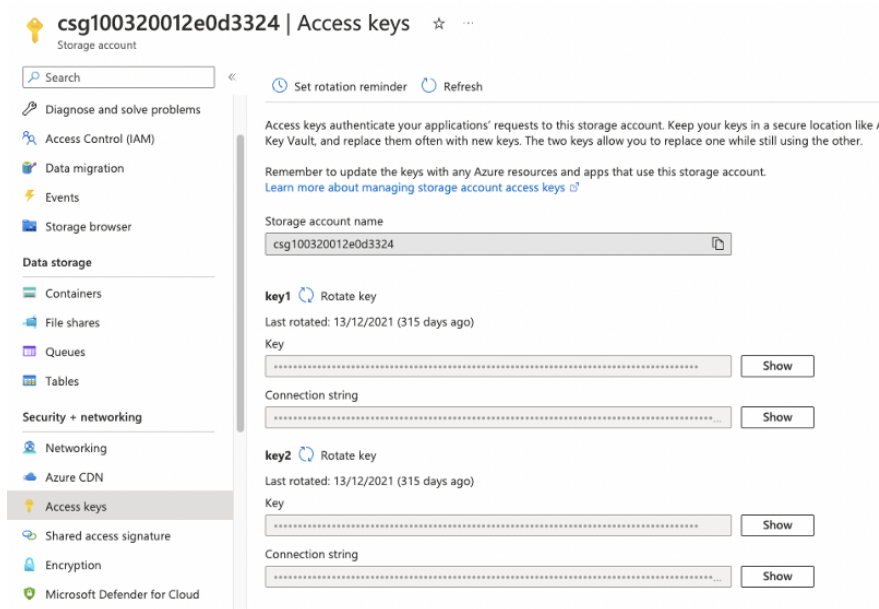 csg100320012e0d3324 | Access keys
Storage account
Search
Diagnose and solve problems
Access Control (IAM)
Data migration
Events
Storage browser
Data storage
Containers
File shares
Queues
Tables
Security + networking
Networking
Azure CDN
Access keys
Shared access signature
Encryption
Microsoft Defender for Cloud
Set rotation reminder
Refresh
Access keys authenticate your applications' requests to this storage account. Keep your keys in a secure location like
Key Vault, and replace them often with new keys. The two keys allow you to replace one while still using the other.
Remember to update the keys with any Azure resources and apps that use this storage account.
Learn more about managing storage account access keys
Storage account name
csg100320012e0d3324
key1 Rotate key
Last rotated: 13/12/2021 (315 days ago)
Key
Show
Connection string
Show
key2 Rotate key
Last rotated: 13/12/2021 (315 days ago)
Key
Show
Connection string
Show